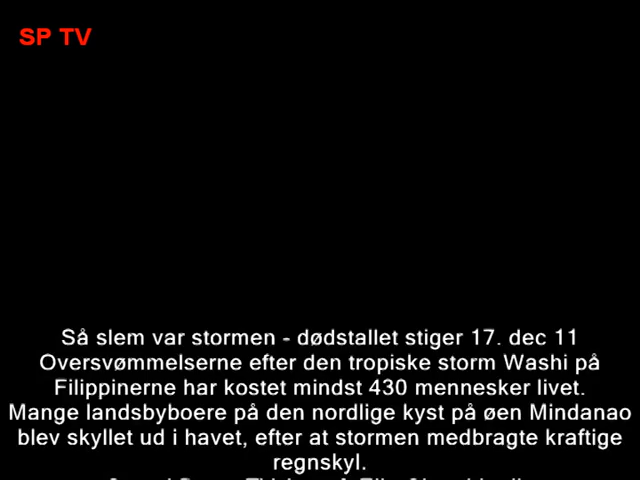 SP TV
Så slem var stormen - dødstallet stiger 17. dec 11
Oversvømmelserne efter den tropiske storm Washi på
Filippinerne har kostet mindst 430 mennesker livet.
Mange landsbyboere på den nordlige kyst på øen Mindanao
blev skyllet ud i havet, efter at stormen medbragte kraftige
regnskyl.